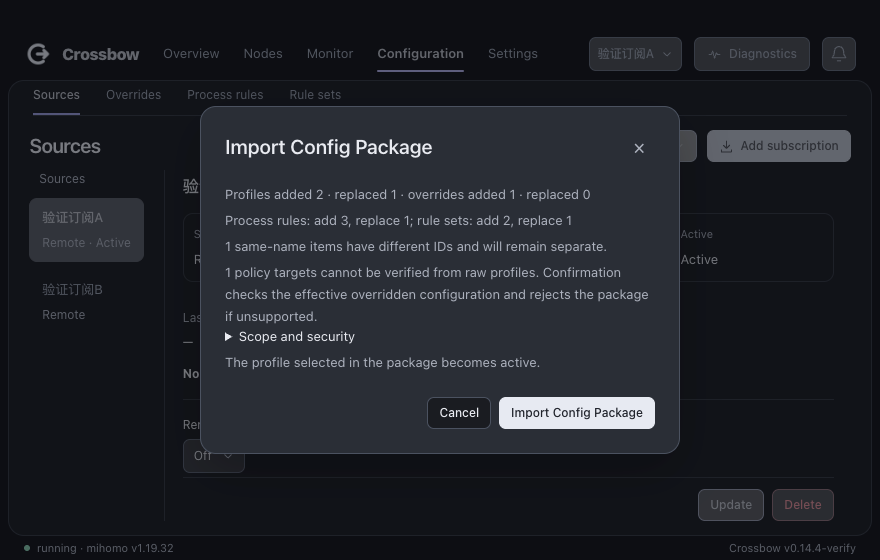 Crossbow
Overview
Nodes
Monitor
Configuration
Settings
验证订阅A
Diagnostics
Sources
Overrides
Process rules
Rule sets
Sources
Add subscription
Sources
验证订阅A
Remote · Active
验证订阅B
Remote
验
Active
Active
Off
Update
Delete
Import Config Package
Profiles added 2 · replaced 1 · overrides added 1 · replaced 0
Process rules: add 3, replace 1; rule sets: add 2, replace 1
1 same-name items have different IDs and will remain separate.
1 policy targets cannot be verified from raw profiles. Confirmation
checks the effective overridden configuration and rejects the package
if unsupported.
Scope and security
The profile selected in the package becomes active.
Cancel
Import Config Package
running · mihomo v1.19.32
Crossbow v0.14.4-verify